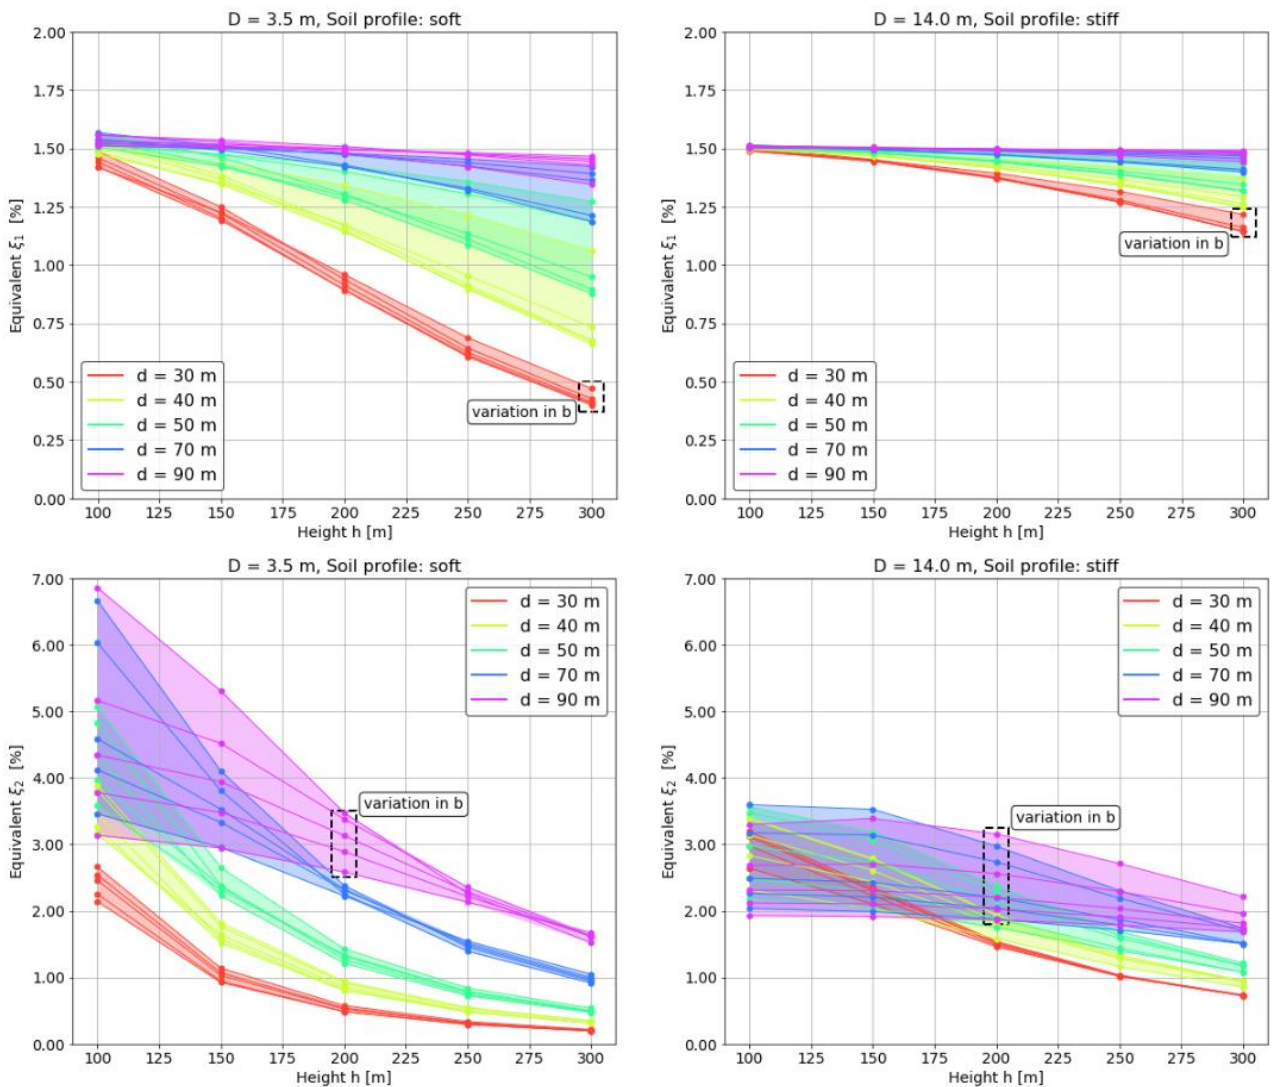 D = 3.5 m, Soil profile: soft
2.00
1.75
1.50
1.25
1.00
0.75
0.50
0.25
0.00
Equivalent ξ1 [%]
variation in b
d = 30 m
d = 40 m
d = 50 m
d = 70 m
d = 90 m
100 125 150 175 200 225 250 275 300
Height h [m]
D = 14.0 m, Soil profile: stiff
2.00
1.75
1.50
1.25
1.00
0.75
0.50
0.25
0.00
Equivalent ξ1 [%]
variation in b
d = 30 m
d = 40 m
d = 50 m
d = 70 m
d = 90 m
100 125 150 175 200 225 250 275 300
Height h [m]
D = 3.5 m, Soil profile: soft
7.00
6.00
5.00
4.00
3.00
2.00
1.00
0.00
Equivalent ξ2 [%]
d = 30 m
d = 40 m
d = 50 m
d = 70 m
d = 90 m
variation in b
100 125 150 175 200 225 250 275 300
Height h [m]
D = 14.0 m, Soil profile: stiff
7.00
6.00
5.00
4.00
3.00
2.00
1.00
0.00
Equivalent ξ2 [%]
d = 30 m
d = 40 m
d = 50 m
d = 70 m
d = 90 m
variation in b
100 125 150 175 200 225 250 275 300
Height h [m]